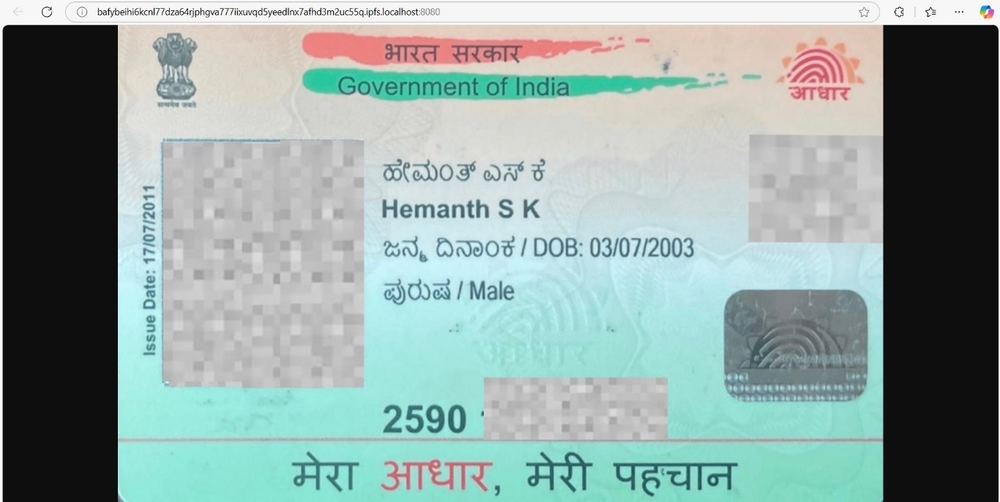 bafybeihi6kcnl77dza64rjphgva777iixuvqd5yeedlnx7afhd3m2uc55q.ipfs.localhost:8080
भारत सरकार
Government of India
सत्यमेव जयते
आधार
Issue Date: 17/07/2011
ಹೇಮಂತ್ ಎಸ್ ಕೆ
Hemanth S K
ಜನ್ಮ ದಿನಾಂಕ / DOB: 03/07/2003
ಪುರುಷ / Male
आधार
2590
मेरा आधार, मेरी पहचान